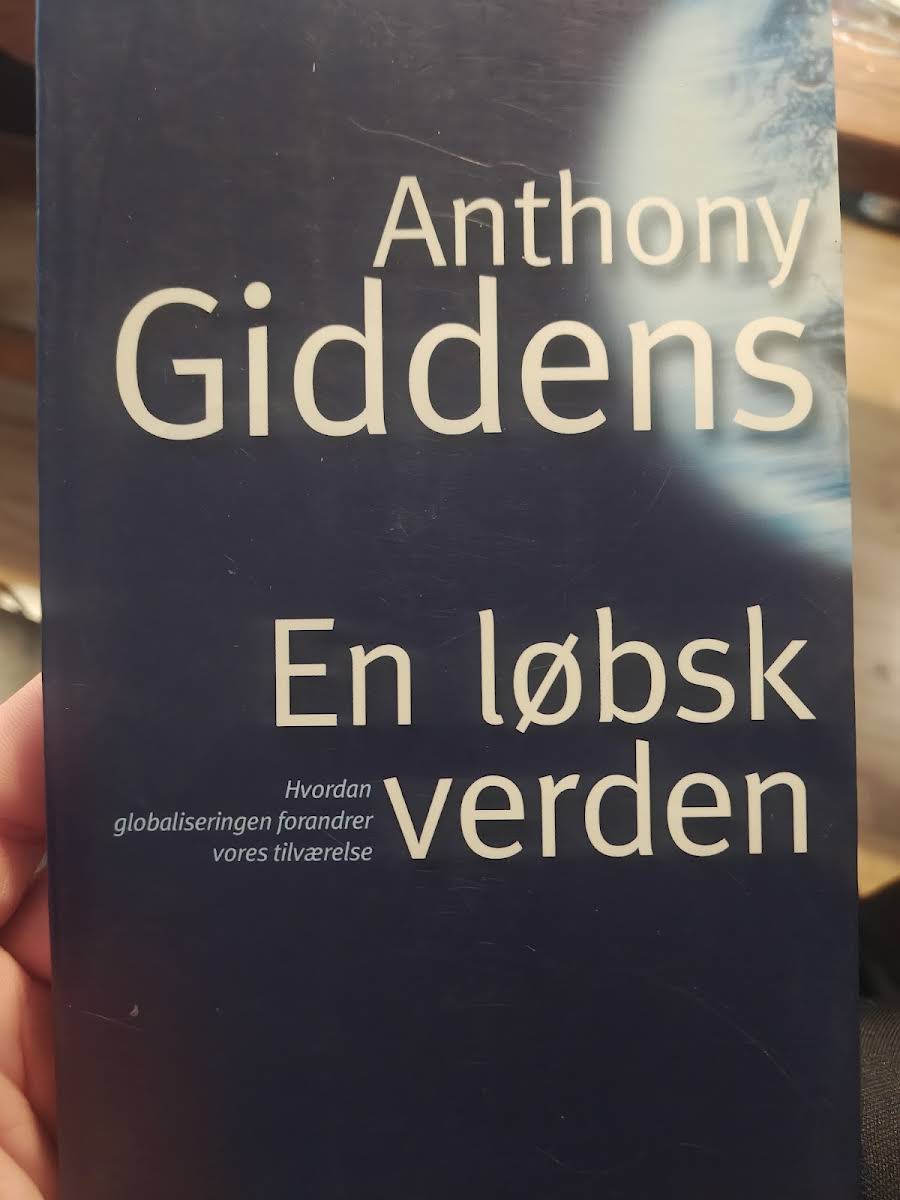 Anthony
Giddens
En løbsk
verden
Hvordan
globaliseringen forandrer
vores tilværelse